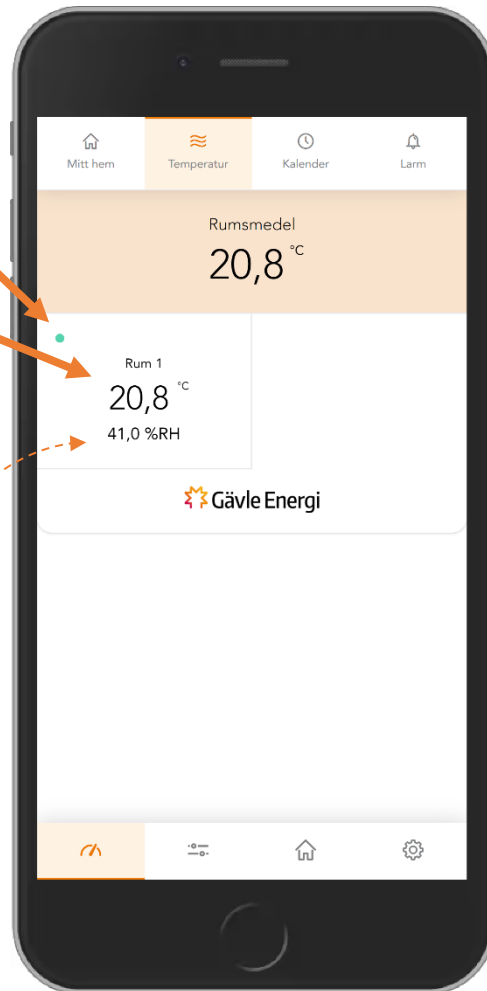 Mitt hem
Temperatur
Kalender
Larm
Rumsmedel
20,8 °C
Rum 1
20,8 °C
41,0 %RH
Gävle Energi